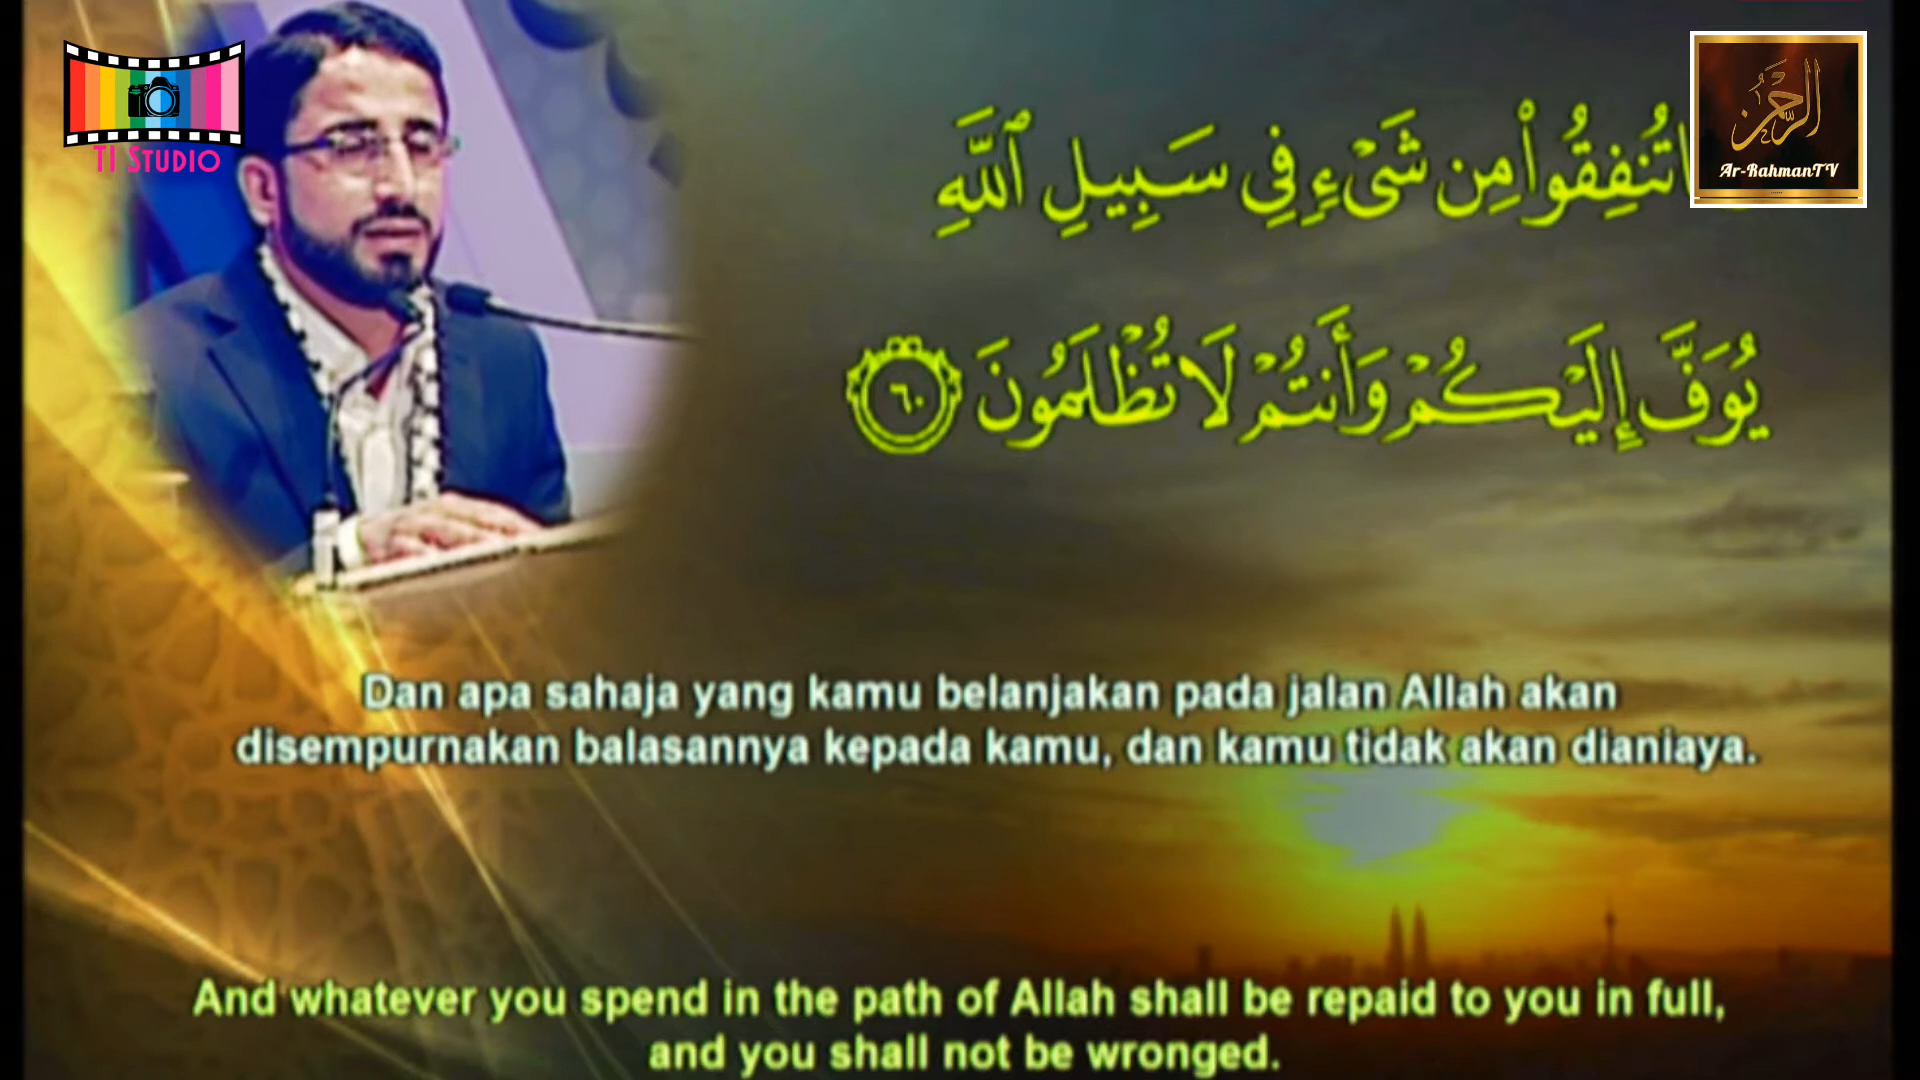 TI STUDIO
الرحمن
Ar-RahmanTV
تُنفِقُوا۟ مِن شَىْءٍ فِى سَبِيلِ ٱللَّهِ
يُوَفَّ إِلَيْكُمْ وَأَنتُمْ لَا تُظْلَمُونَ ٦٠
Dan apa sahaja yang kamu belanjakan pada jalan Allah akan
disempurnakan balasannya kepada kamu, dan kamu tidak akan dianiaya.
And whatever you spend in the path of Allah shall be repaid to you in full,
and you shall not be wronged.